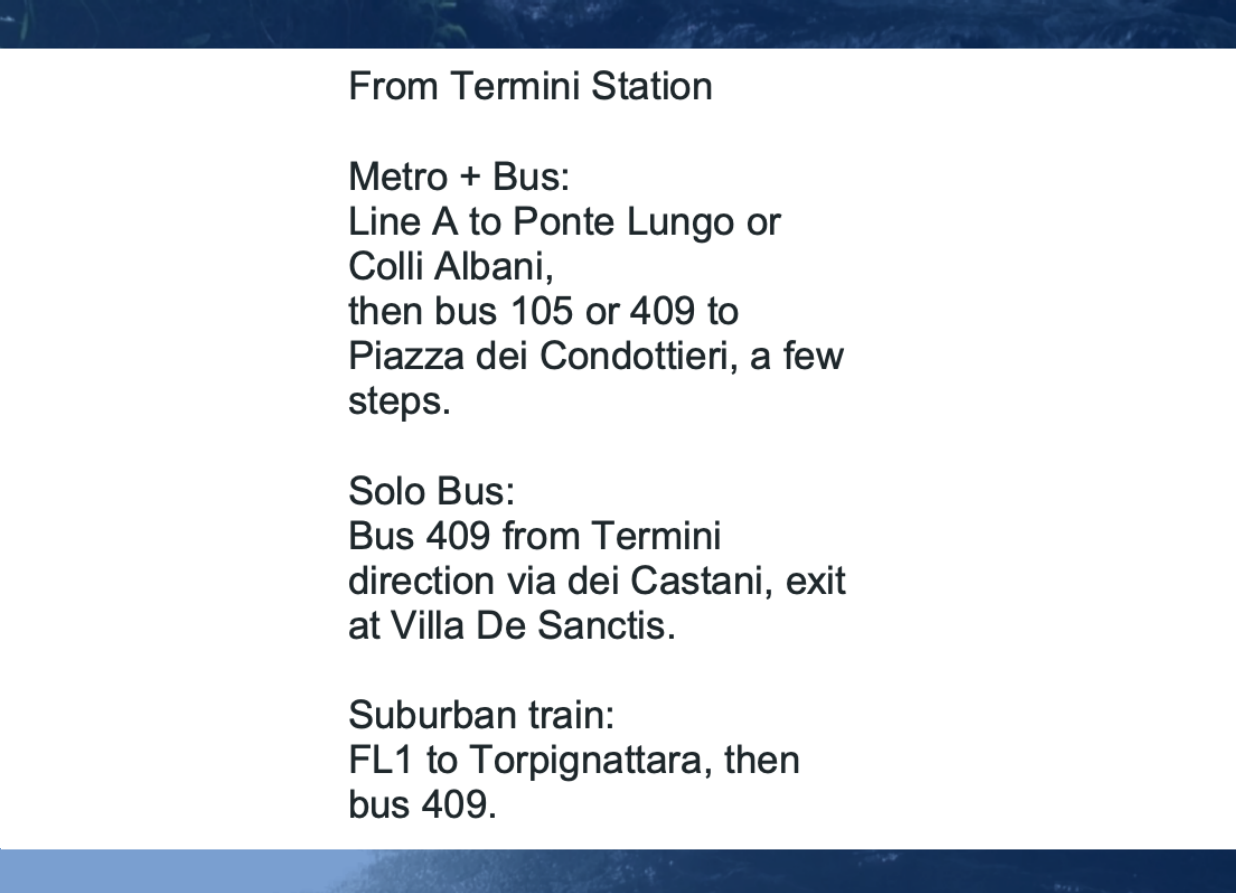 From Termini Station
Metro + Bus:
Line A to Ponte Lungo or
Colli Albani,
then bus 105 or 409 to
Piazza dei Condottieri, a few
steps.
Solo Bus:
Bus 409 from Termini
direction via dei Castani, exit
at Villa De Sanctis.
Suburban train:
FL1 to Torpignattara, then
bus 409.